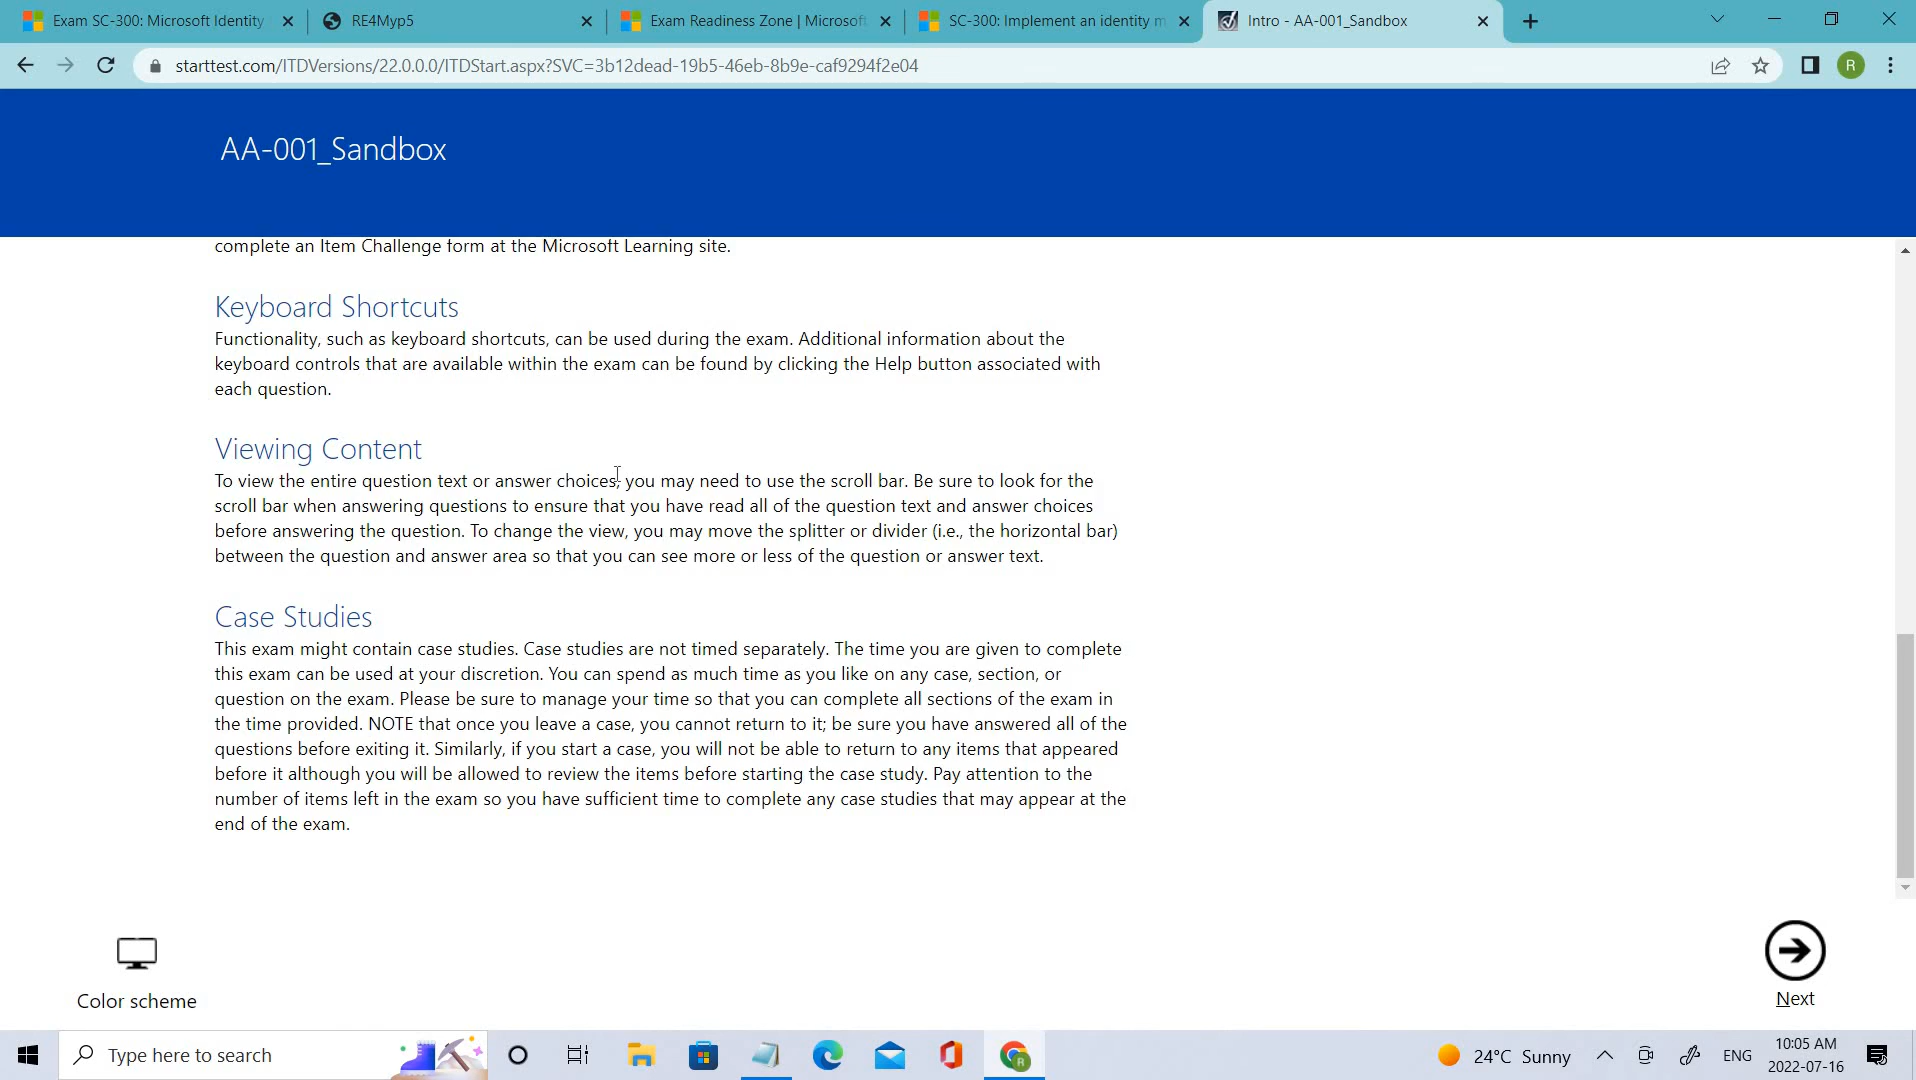 Exam SC-300: Microsoft Identity
RE4Myp5
Exam Readiness Zone | Microsoft
SC-300: Implement an identity m
Intro - AA-001_Sandbox
starttest.com/ITDVersions/22.0.0.0/ITDStart.aspx?SVC=3b12dead-19b5-46eb-8b9e-caf9294f2e04
R
AA-001_Sandbox
complete an Item Challenge form at the Microsoft Learning site.
Keyboard Shortcuts
Functionality, such as keyboard shortcuts, can be used during the exam. Additional information about the
keyboard controls that are available within the exam can be found by clicking the Help button associated with
each question.
Viewing Content
To view the entire question text or answer choices, you may need to use the scroll bar. Be sure to look for the
scroll bar when answering questions to ensure that you have read all of the question text and answer choices
before answering the question. To change the view, you may move the splitter or divider (i.e., the horizontal bar)
between the question and answer area so that you can see more or less of the question or answer text.
Case Studies
This exam might contain case studies. Case studies are not timed separately. The time you are given to complete
this exam can be used at your discretion. You can spend as much time as you like on any case, section, or
question on the exam. Please be sure to manage your time so that you can complete all sections of the exam in
the time provided. NOTE that once you leave a case, you cannot return to it; be sure you have answered all of the
questions before exiting it. Similarly, if you start a case, you will not be able to return to any items that appeared
before it although you will be allowed to review the items before starting the case study. Pay attention to the
number of items left in the exam so you have sufficient time to complete any case studies that may appear at the
end of the exam.
Color scheme
Next
Type here to search
24°C Sunny
ENG
10:05 AM
2022-07-16